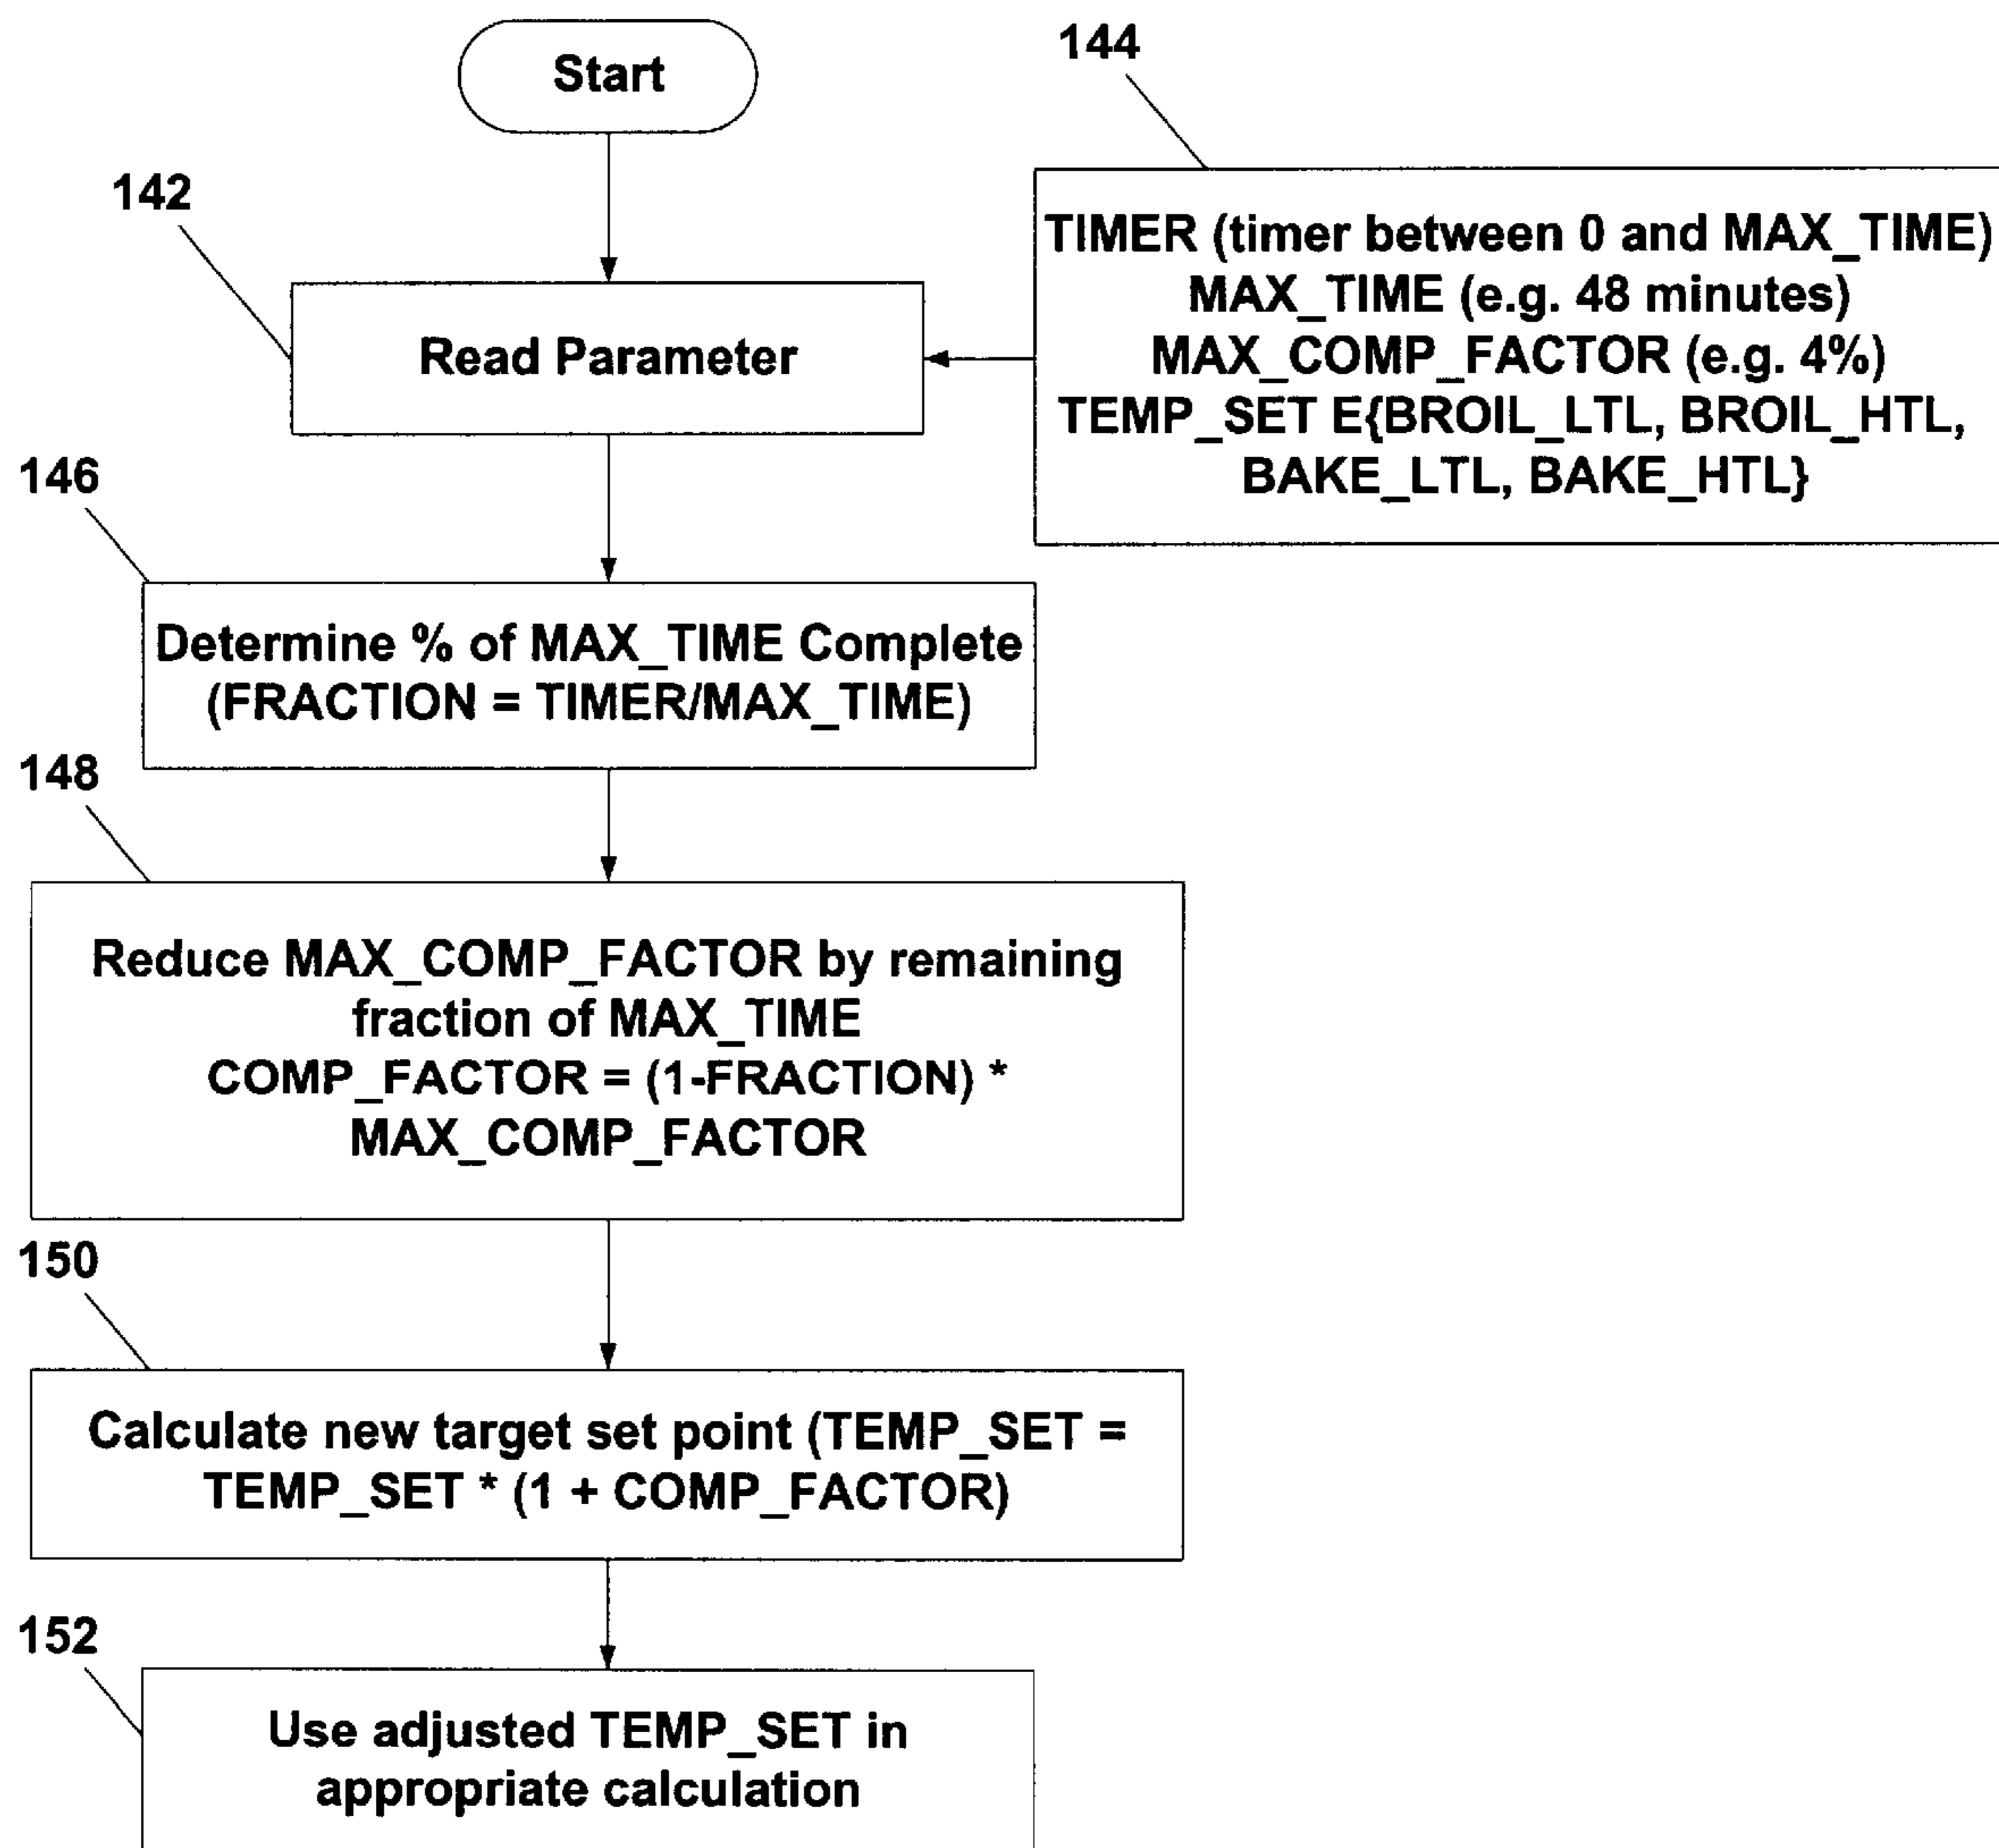 Start
144
142
TIMER (timer between 0 and MAX_TIME)
MAX_TIME (e.g. 48 minutes)
MAX_COMP_FACTOR (e.g. 4%)
TEMP_SET E{BROIL_LTL, BROIL_HTL,
BAKE_LTL, BAKE_HTL}
Read Parameter
146
Determine % of MAX_TIME Complete
(FRACTION = TIMER/MAX_TIME)
148
Reduce MAX_COMP_FACTOR by remaining
fraction of MAX_TIME
COMP_FACTOR = (1-FRACTION) *
MAX_COMP_FACTOR
150
Calculate new target set point (TEMP_SET =
TEMP_SET * (1 + COMP_FACTOR)
152
Use adjusted TEMP_SET in
appropriate calculation